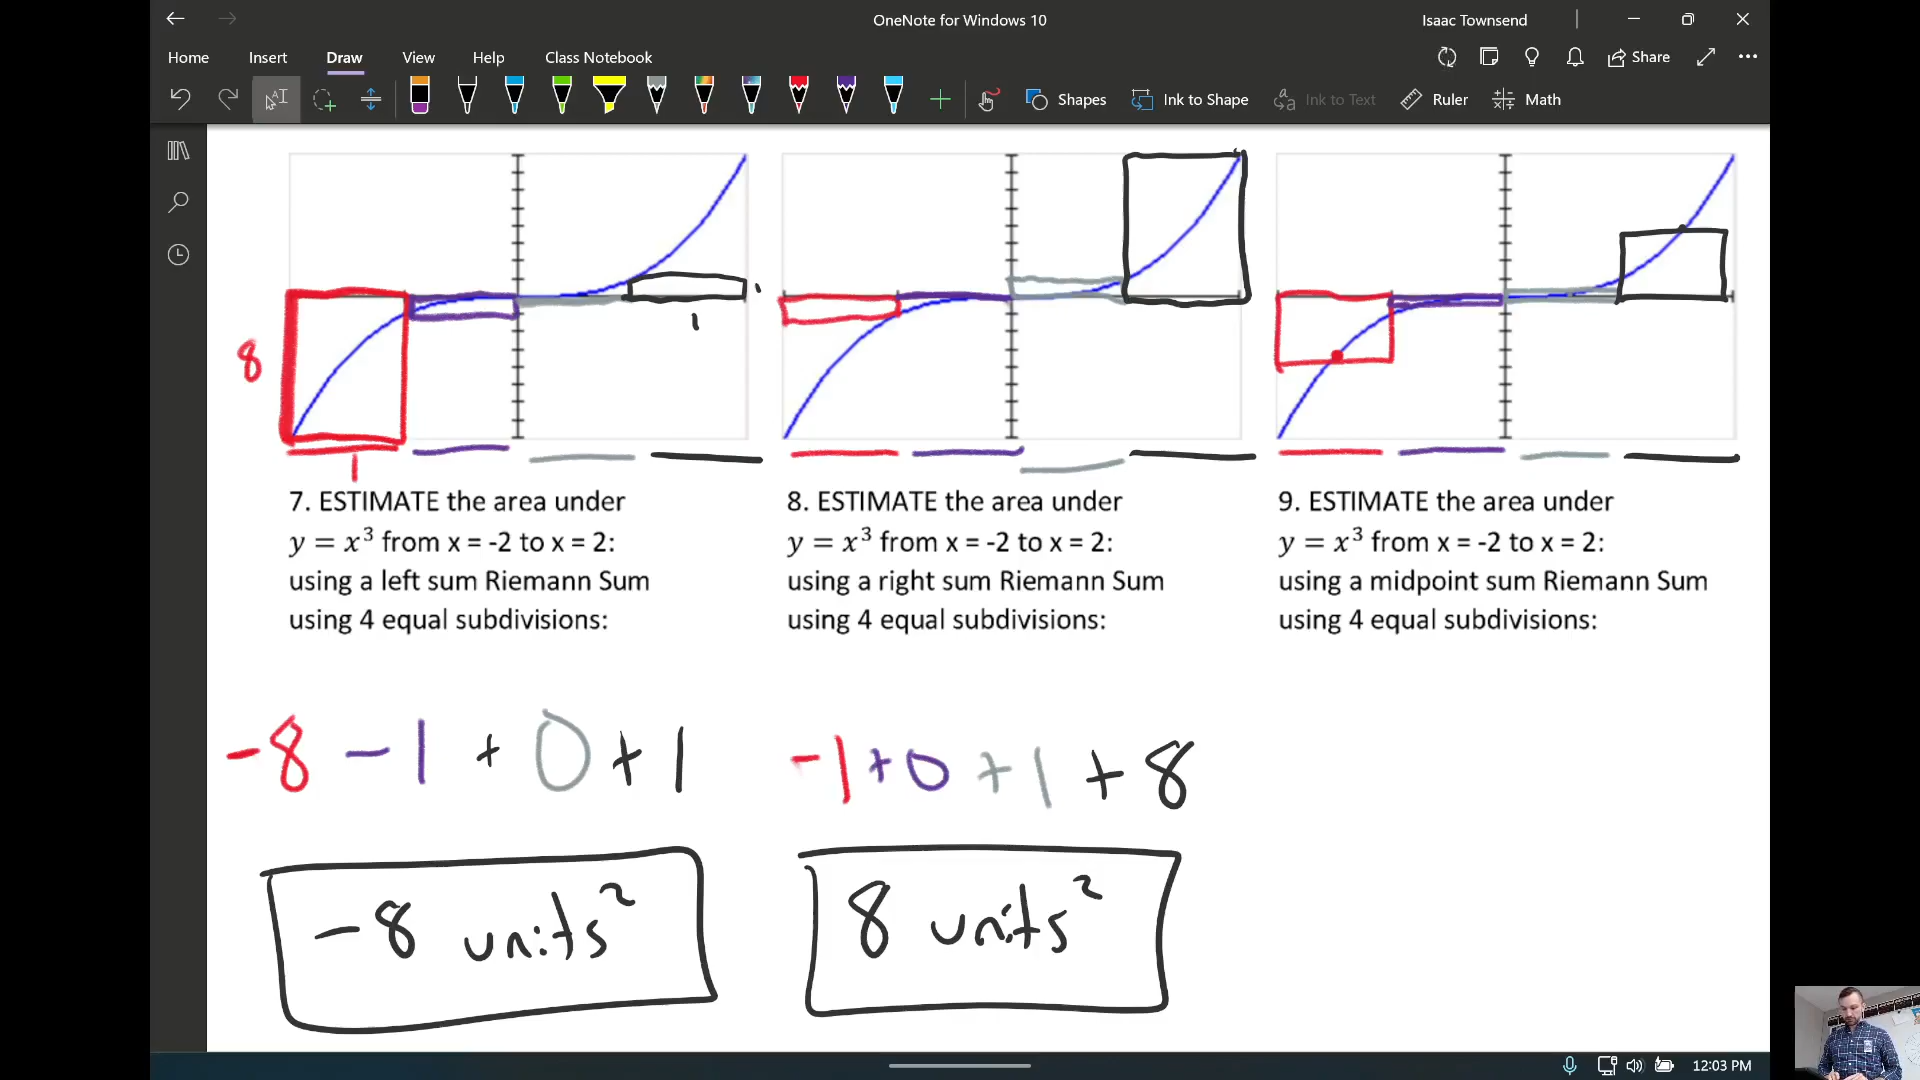 OneNote for Windows 10
Isaac Townsend
Home Insert Draw View Help Class Notebook
Share
Shapes Ink to Shape Ink to Text Ruler Math
8
1
1
7. ESTIMATE the area under
y = x³ from x = -2 to x = 2:
using a left sum Riemann Sum
using 4 equal subdivisions:
-8 -1 + 0 + 1
-8 units²
8. ESTIMATE the area under
y = x³ from x = -2 to x = 2:
using a right sum Riemann Sum
using 4 equal subdivisions:
-1 + 0 + 1 + 8
8 units²
9. ESTIMATE the area under
y = x³ from x = -2 to x = 2:
using a midpoint sum Riemann Sum
using 4 equal subdivisions:
12:03 PM